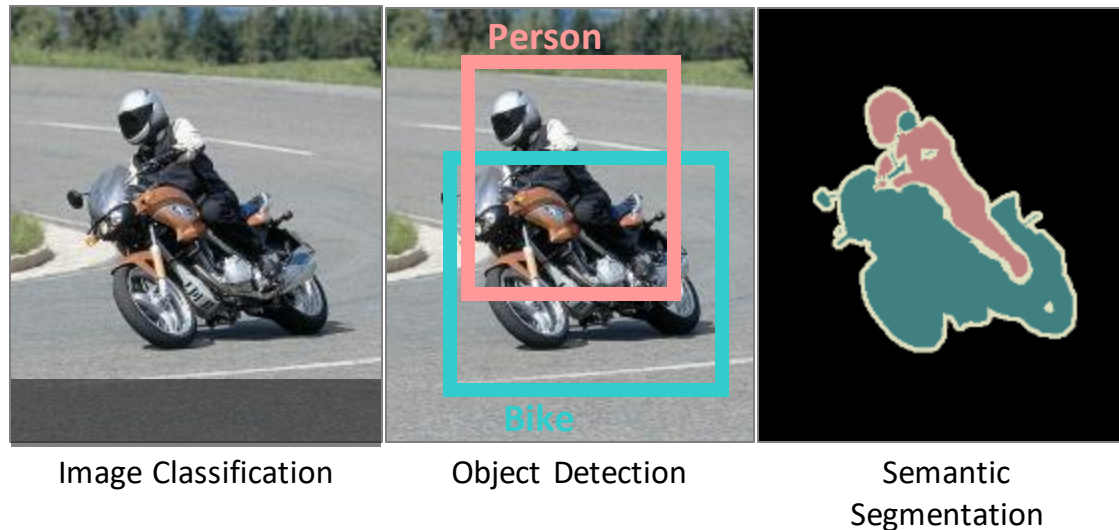 Person
Bike
Image Classification
Object Detection
Semantic
Segmentation